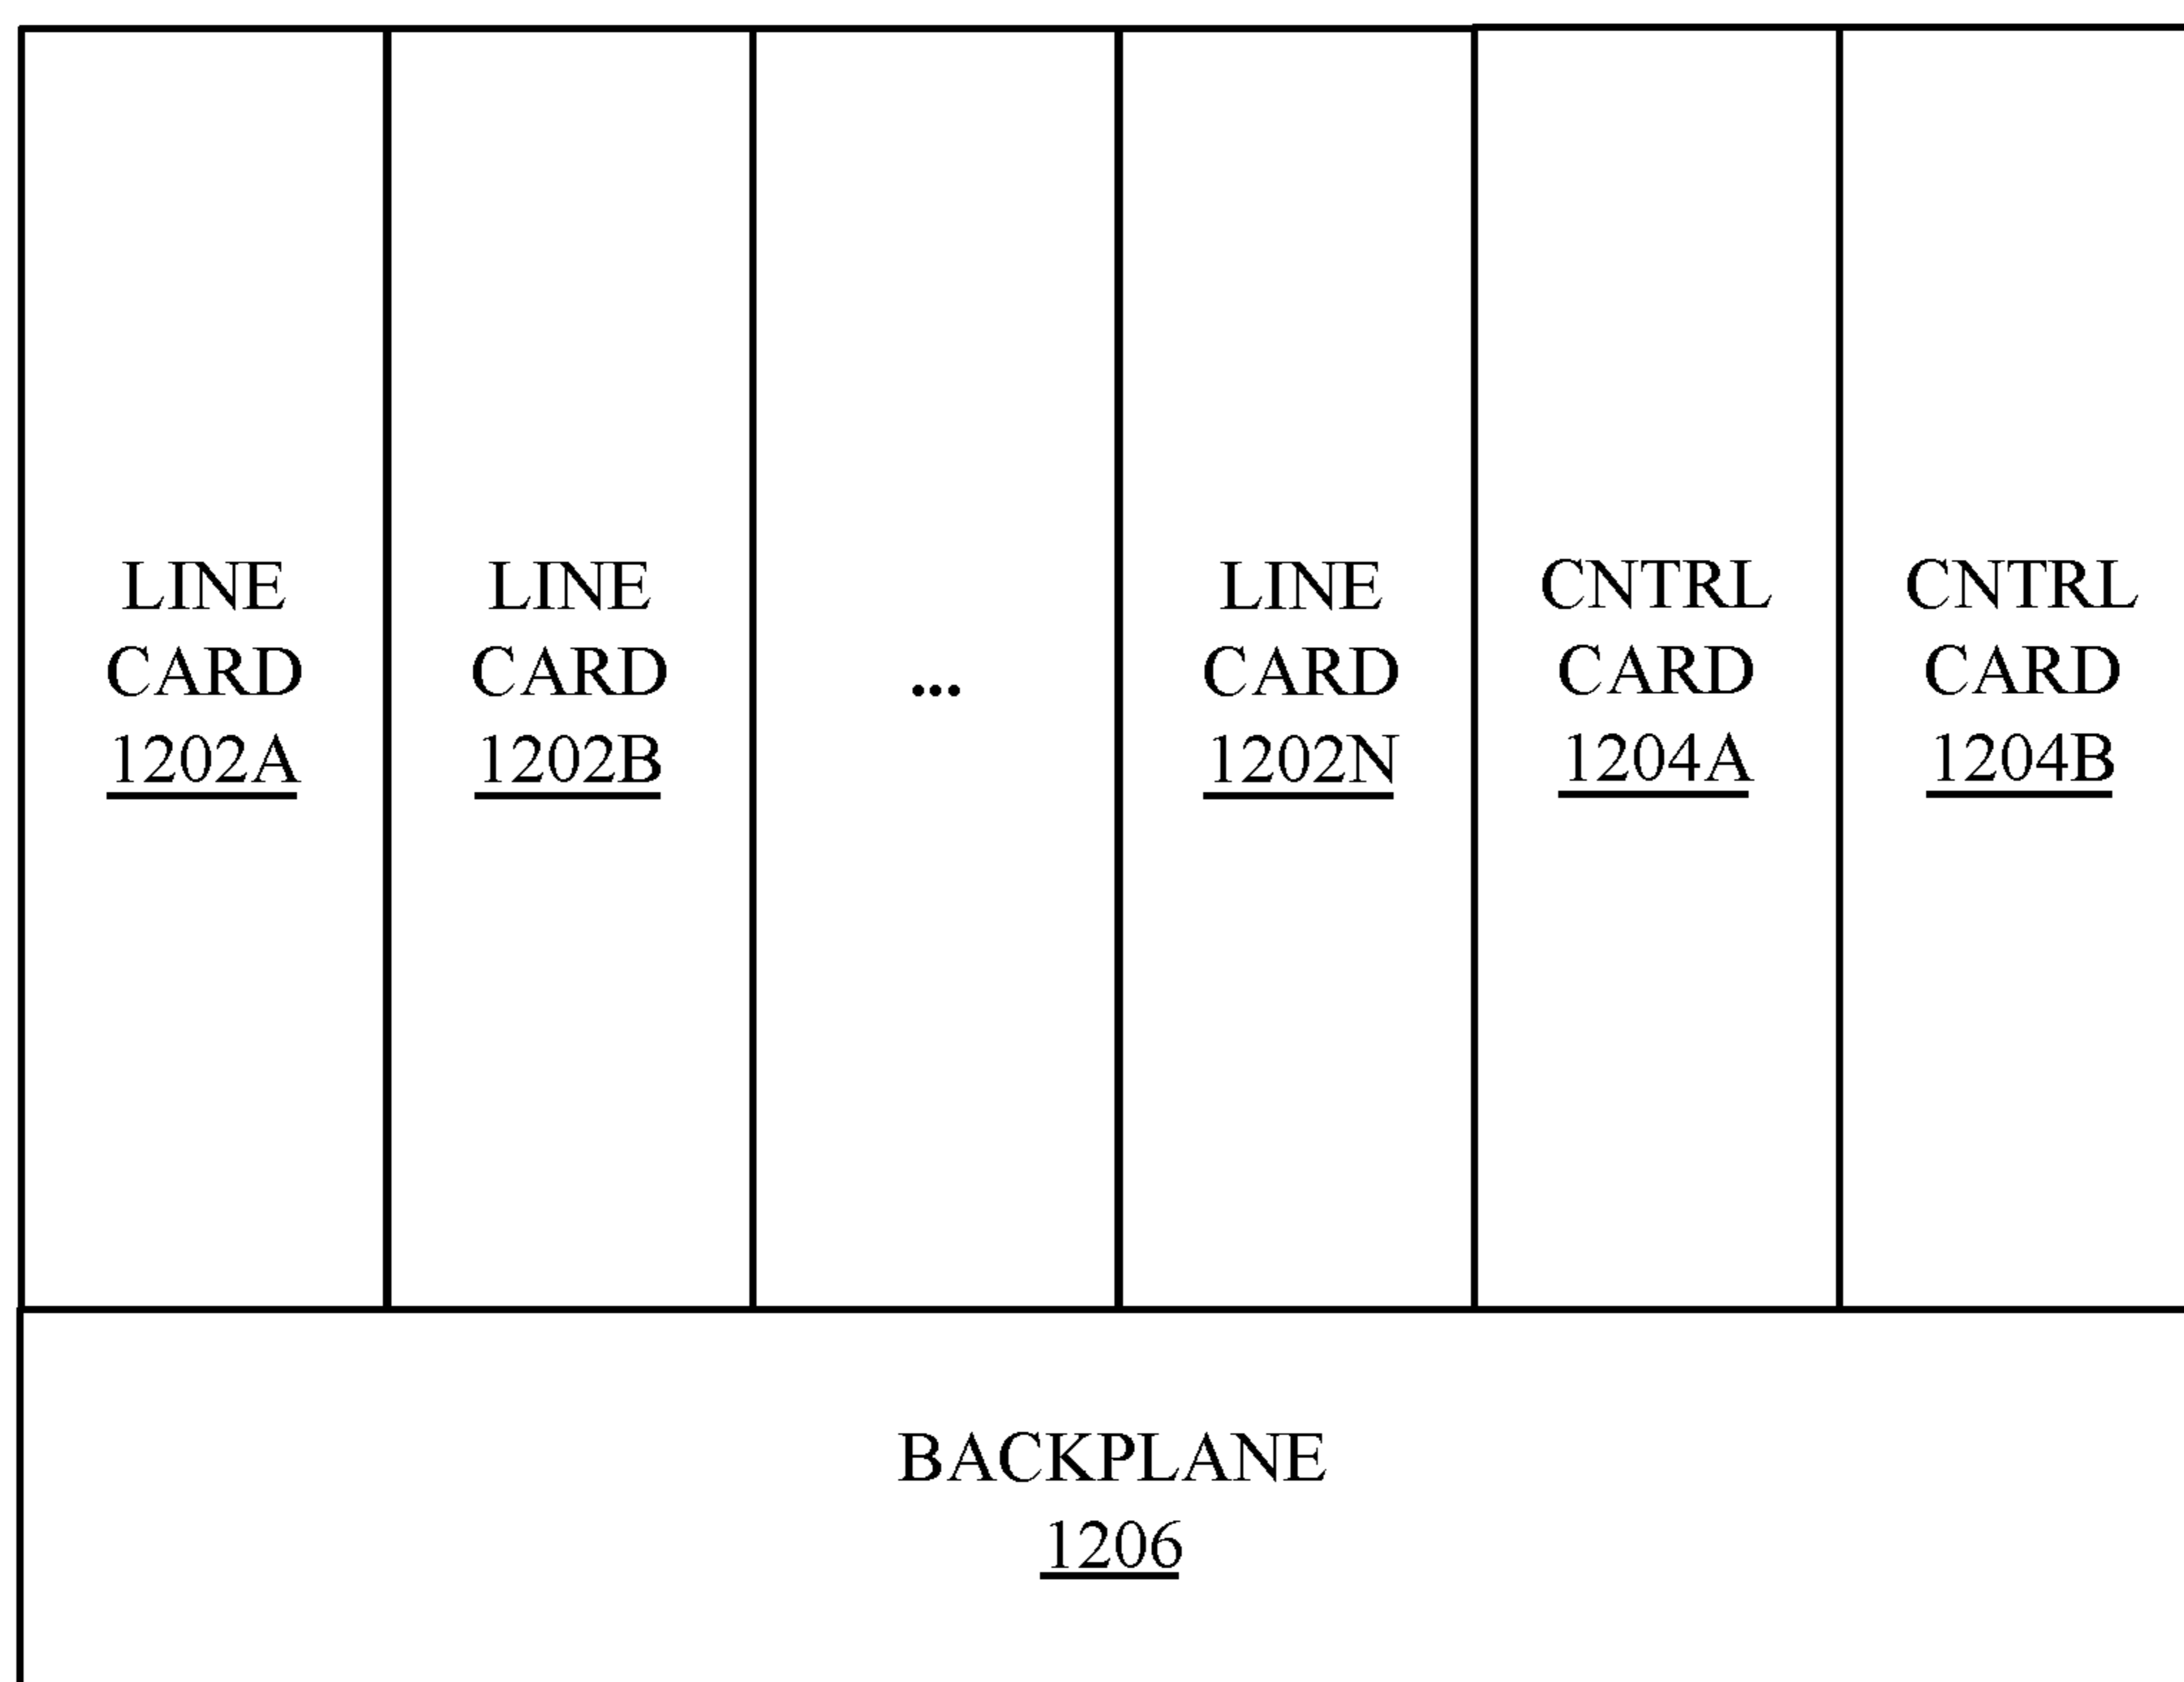 LINE
CARD
1202A
LINE
CARD
1202B
...
LINE
CARD
1202N
CNTRL
CARD
1204A
CNTRL
CARD
1204B
BACKPLANE
1206